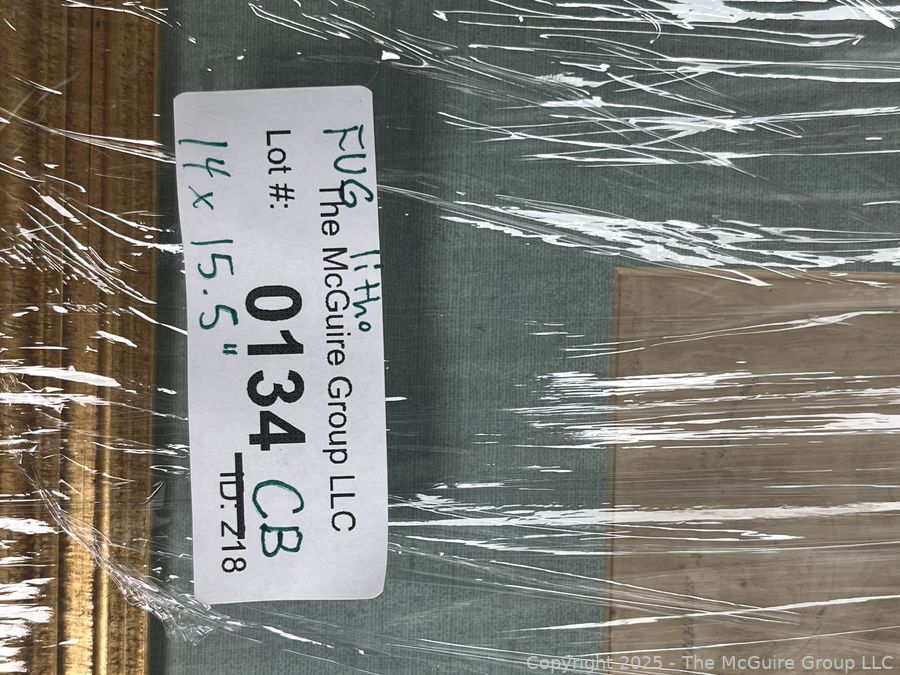 FUG litho
The McGuire Group LLC
Lot #: 0134 CB
ID: 218
14 x 15.5"
Copyright 2025 - The McGuire Group LLC